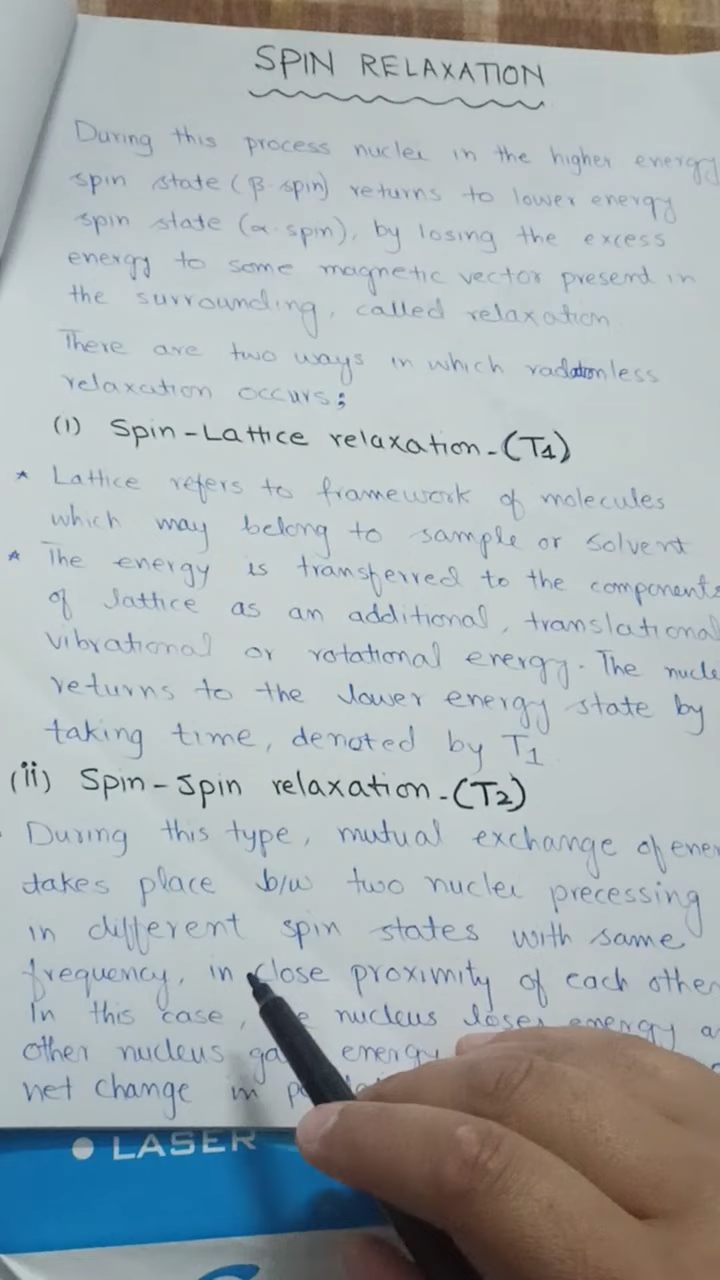 SPIN RELAXATION
During this process nuclei in the higher energy
spin state (β spin) returns to lower energy
spin state (α spin), by losing the excess
energy to some magnetic vector present in
the surrounding, called relaxation.
There are two ways in which radationless
relaxation occurs;
(1) Spin-Lattice relaxation-(T1)
* Lattice refers to framework of molecules
which may belong to sample or solvent
* The energy is transferred to the components
of lattice as an additional, translational
vibrational or rotational energy. The nucle
returns to the lower energy state by
taking time, denoted by T1
(ii) Spin-Spin relaxation-(T2)
During this type, mutual exchange of ener
takes place b/w two nuclei precessing
in different spin states with same
frequency, in close proximity of each other
In this case, nucleus loses energy a
other nucleus energy
net change in
LASER